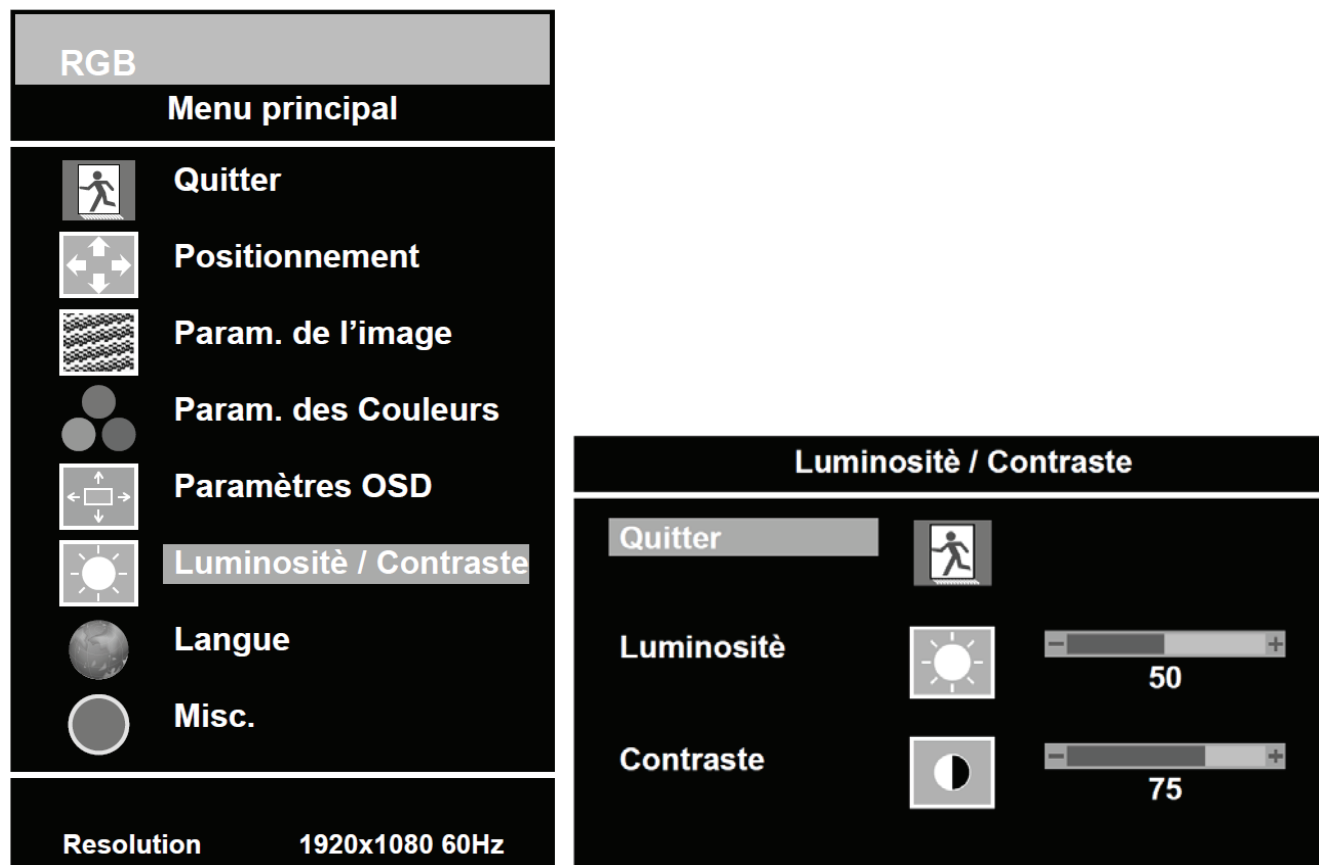 RGB
Menu principal
Quitter
Positionnement
Param. de l’image
Param. des Couleurs
Paramètres OSD
Luminositè / Contraste
Langue
Misc.
Resolution 1920x1080 60Hz
Luminositè / Contraste
Quitter
Luminositè
50
Contraste
75